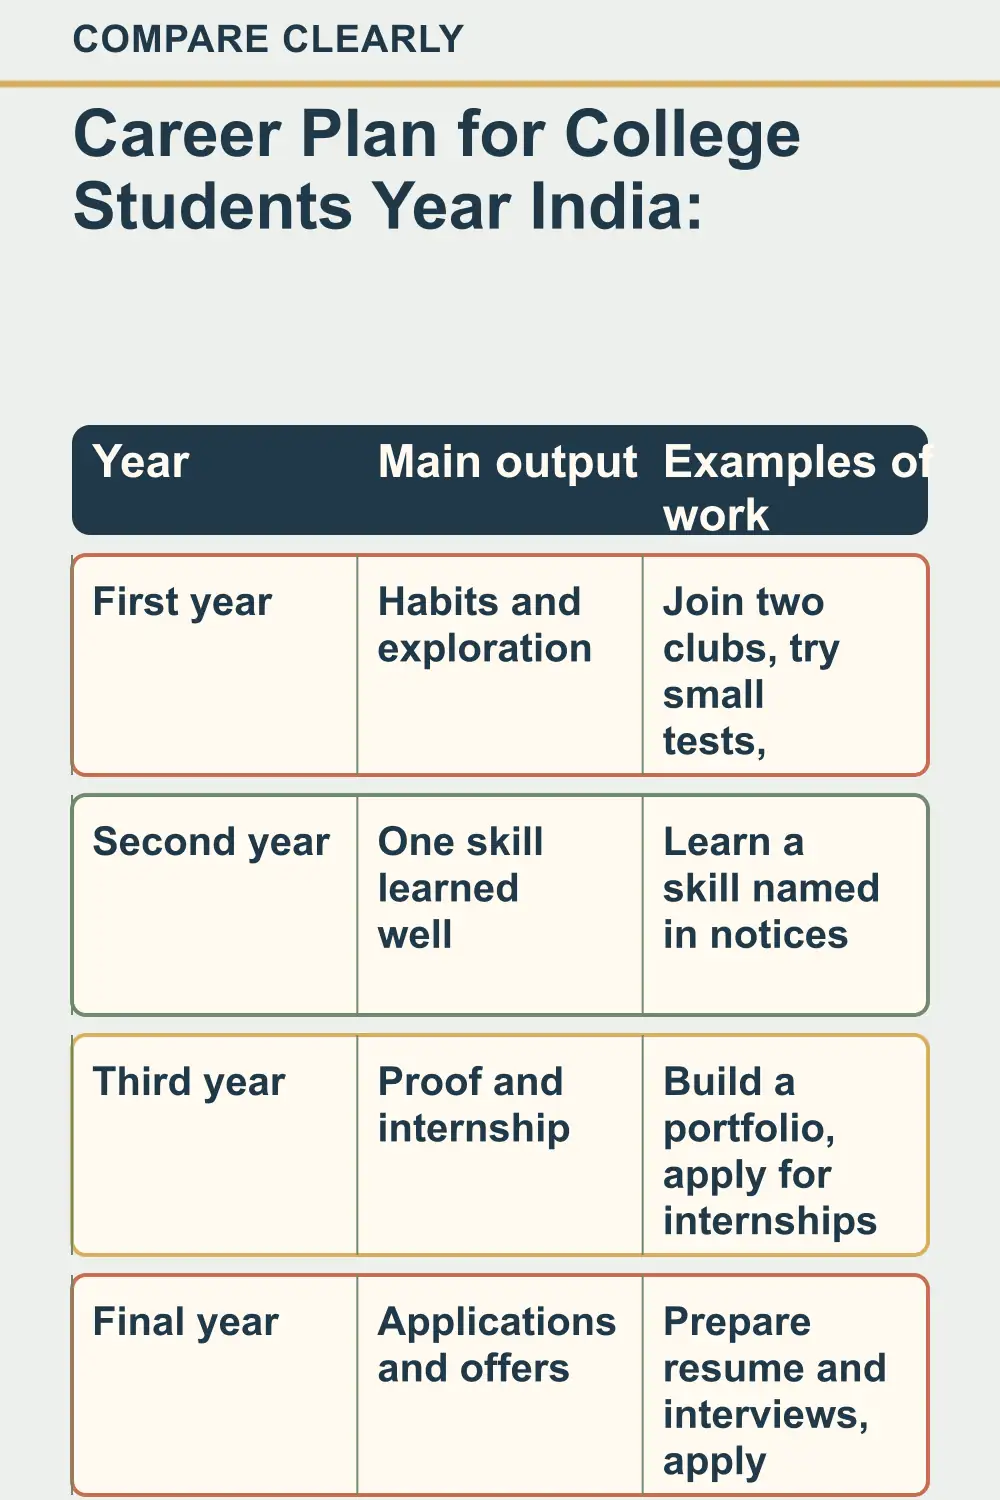 COMPARE CLEARLY
Career Plan for College
Students Year India:
Year
Main output
Examples of
work
First year
Habits and
exploration
Join two
clubs, try
small
tests,
Second year
One skill
learned
well
Learn a
skill named
in notices
Third year
Proof and
internship
Build a
portfolio,
apply for
internships
Final year
Applications
and offers
Prepare
resume and
interviews,
apply